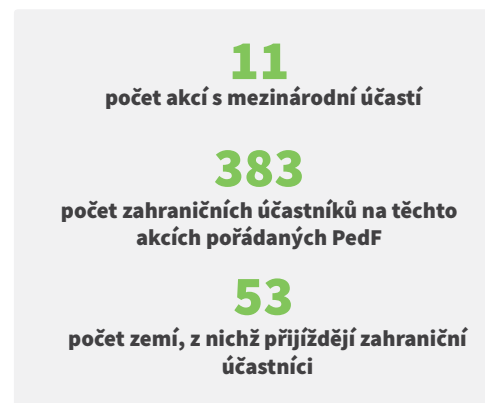 11
počet akcí s mezinárodní účastí
383
počet zahraničních účastníků na těchto
akcích pořádaných PedF
53
počet zemí, z nichž přijíždějí zahraniční
účastníci